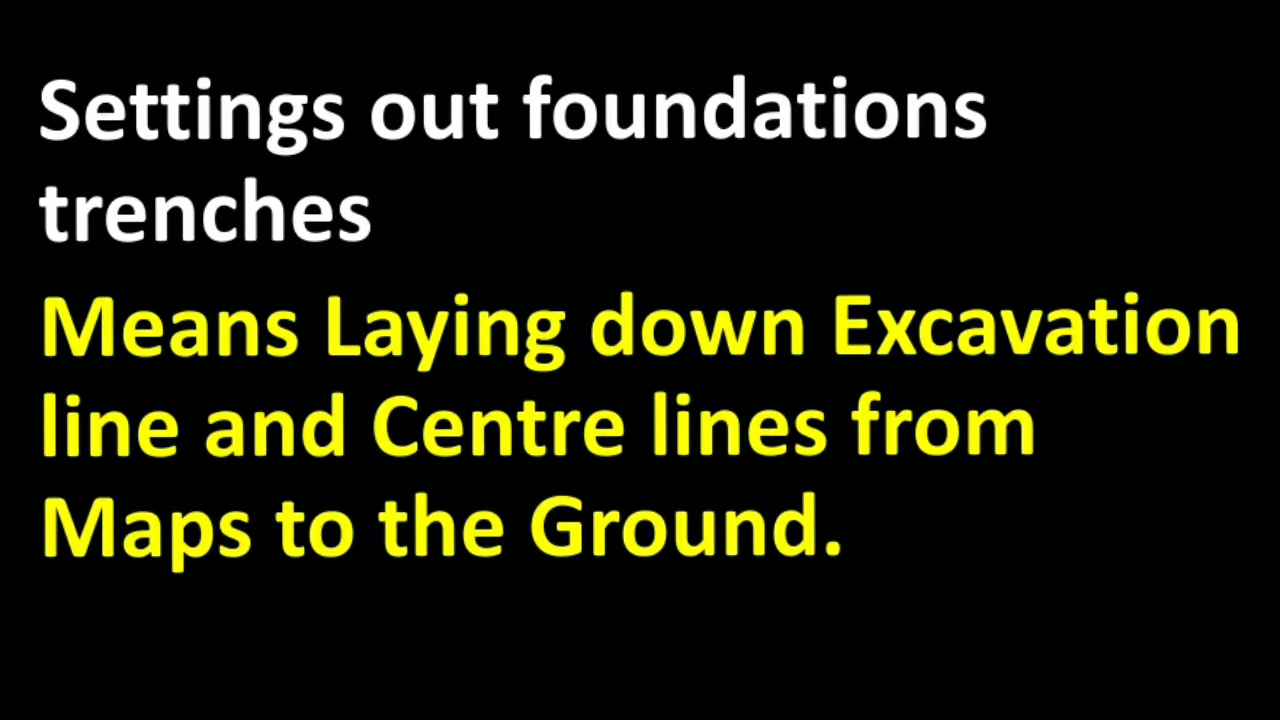 Settings out foundations
trenches
Means Laying down Excavation
line and Centre lines from
Maps to the Ground.